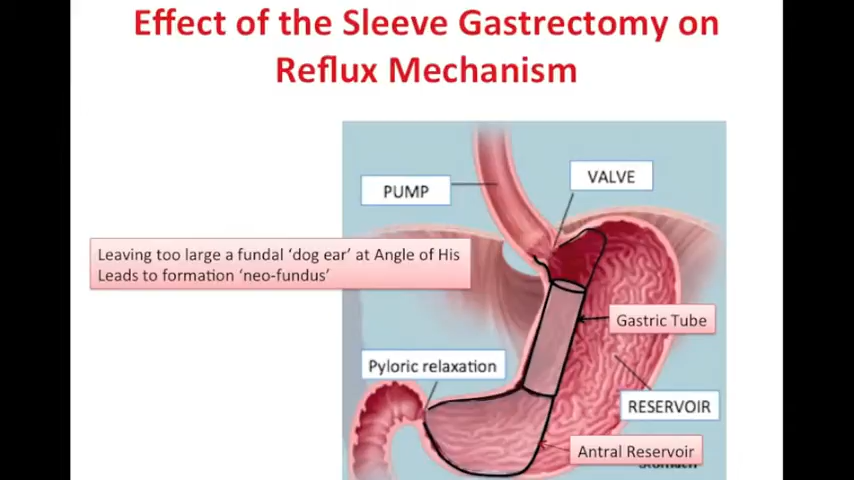 Effect of the Sleeve Gastrectomy on
Reflux Mechanism
VALVE
PUMP
Leaving too large a fundal ‘dog ear’ at Angle of His
Leads to formation ‘neo-fundus’
Gastric Tube
Pyloric relaxation
RESERVOIR
Antral Reservoir
Stomach